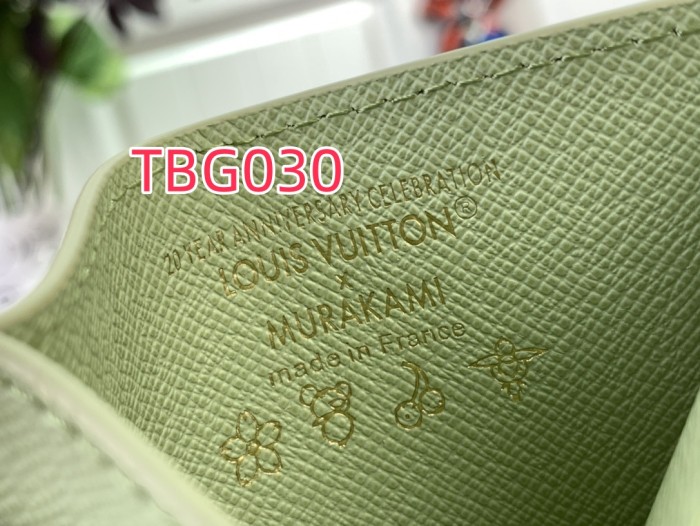 TBG030
20 YEAR ANNIVERSARY CELEBRATION
LOUIS VUITTON®
x
MURAKAMI
made in France